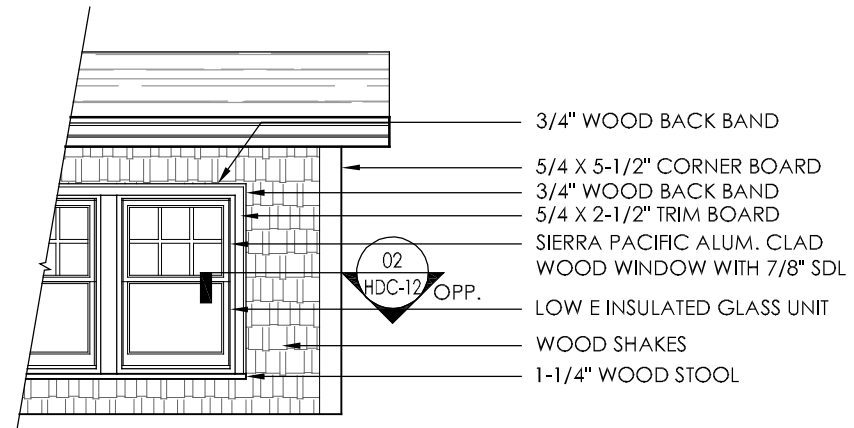 3/4" WOOD BACK BAND
5/4 X 5-1/2" CORNER BOARD
3/4" WOOD BACK BAND
5/4 X 2-1/2" TRIM BOARD
SIERRA PACIFIC ALUM. CLAD
WOOD WINDOW WITH 7/8" SDL
02
HDC-12
OPP.
LOW E INSULATED GLASS UNIT
WOOD SHAKES
1-1/4" WOOD STOOL